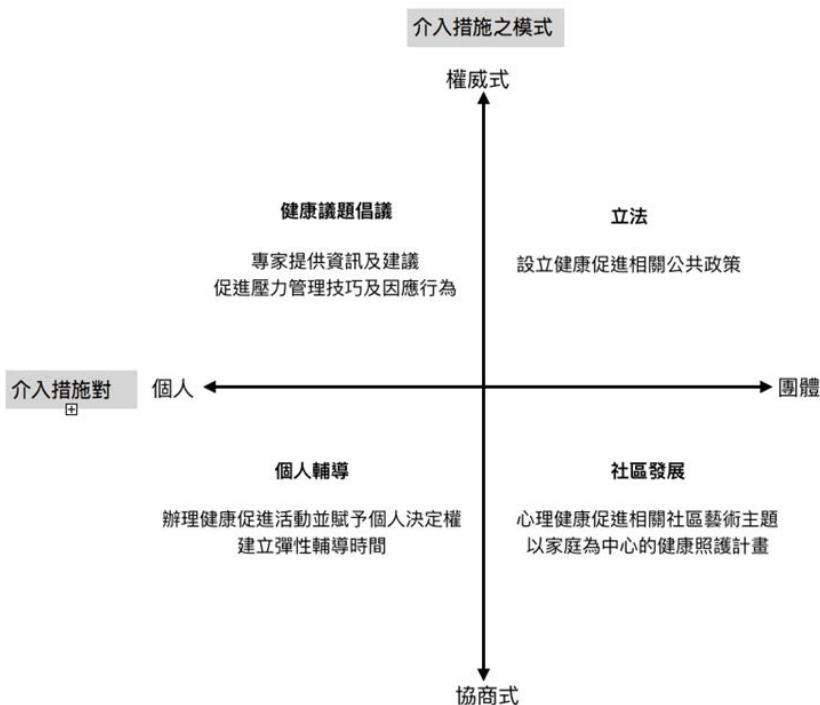 介入措施之模式
權威式
健康議題倡議
專家提供資訊及建議
促進壓力管理技巧及因應行為
立法
設立健康促進相關公共政策
介入措施對
個人
團體
個人輔導
辦理健康促進活動並賦予個人決定權
建立彈性輔導時間
社區發展
心理健康促進相關社區藝術主題
以家庭為中心的健康照護計畫
協商式